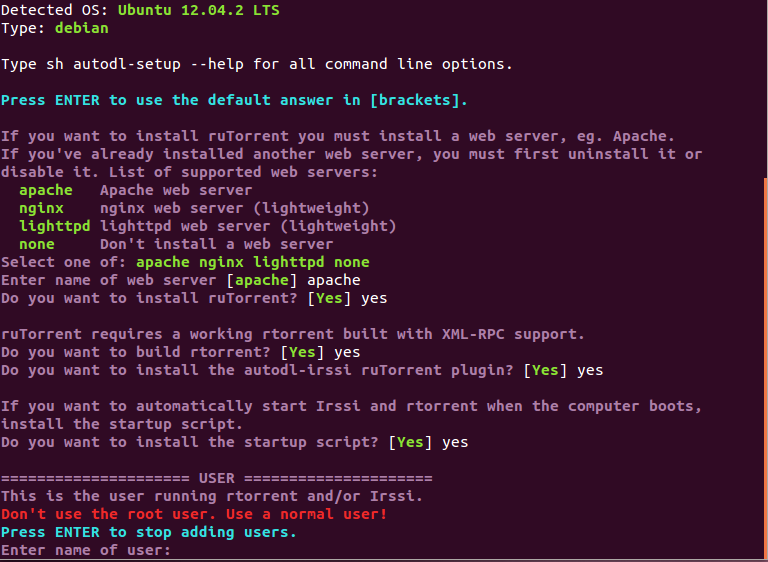 Detected OS: Ubuntu 12.04.2 LTS
Type: debian
Type sh autodl-setup --help for all command line options.
Press ENTER to use the default answer in [brackets].
If you want to install ruTorrent you must install a web server, eg. Apache.
If you've already installed another web server, you must first uninstall it or
disable it. List of supported web servers:
apache   Apache web server
nginx    nginx web server (lightweight)
lighttpd lighttpd web server (lightweight)
none     Don't install a web server
Select one of: apache nginx lighttpd none
Enter name of web server [apache] apache
Do you want to install ruTorrent? [Yes] yes
ruTorrent requires a working rtorrent built with XML-RPC support.
Do you want to build rtorrent? [Yes] yes
Do you want to install the autodl-irssi ruTorrent plugin? [Yes] yes
If you want to automatically start Irssi and rtorrent when the computer boots,
install the startup script.
Do you want to install the startup script? [Yes] yes
===================== USER =====================
This is the user running rtorrent and/or Irssi.
Don't use the root user. Use a normal user!
Press ENTER to stop adding users.
Enter name of user: